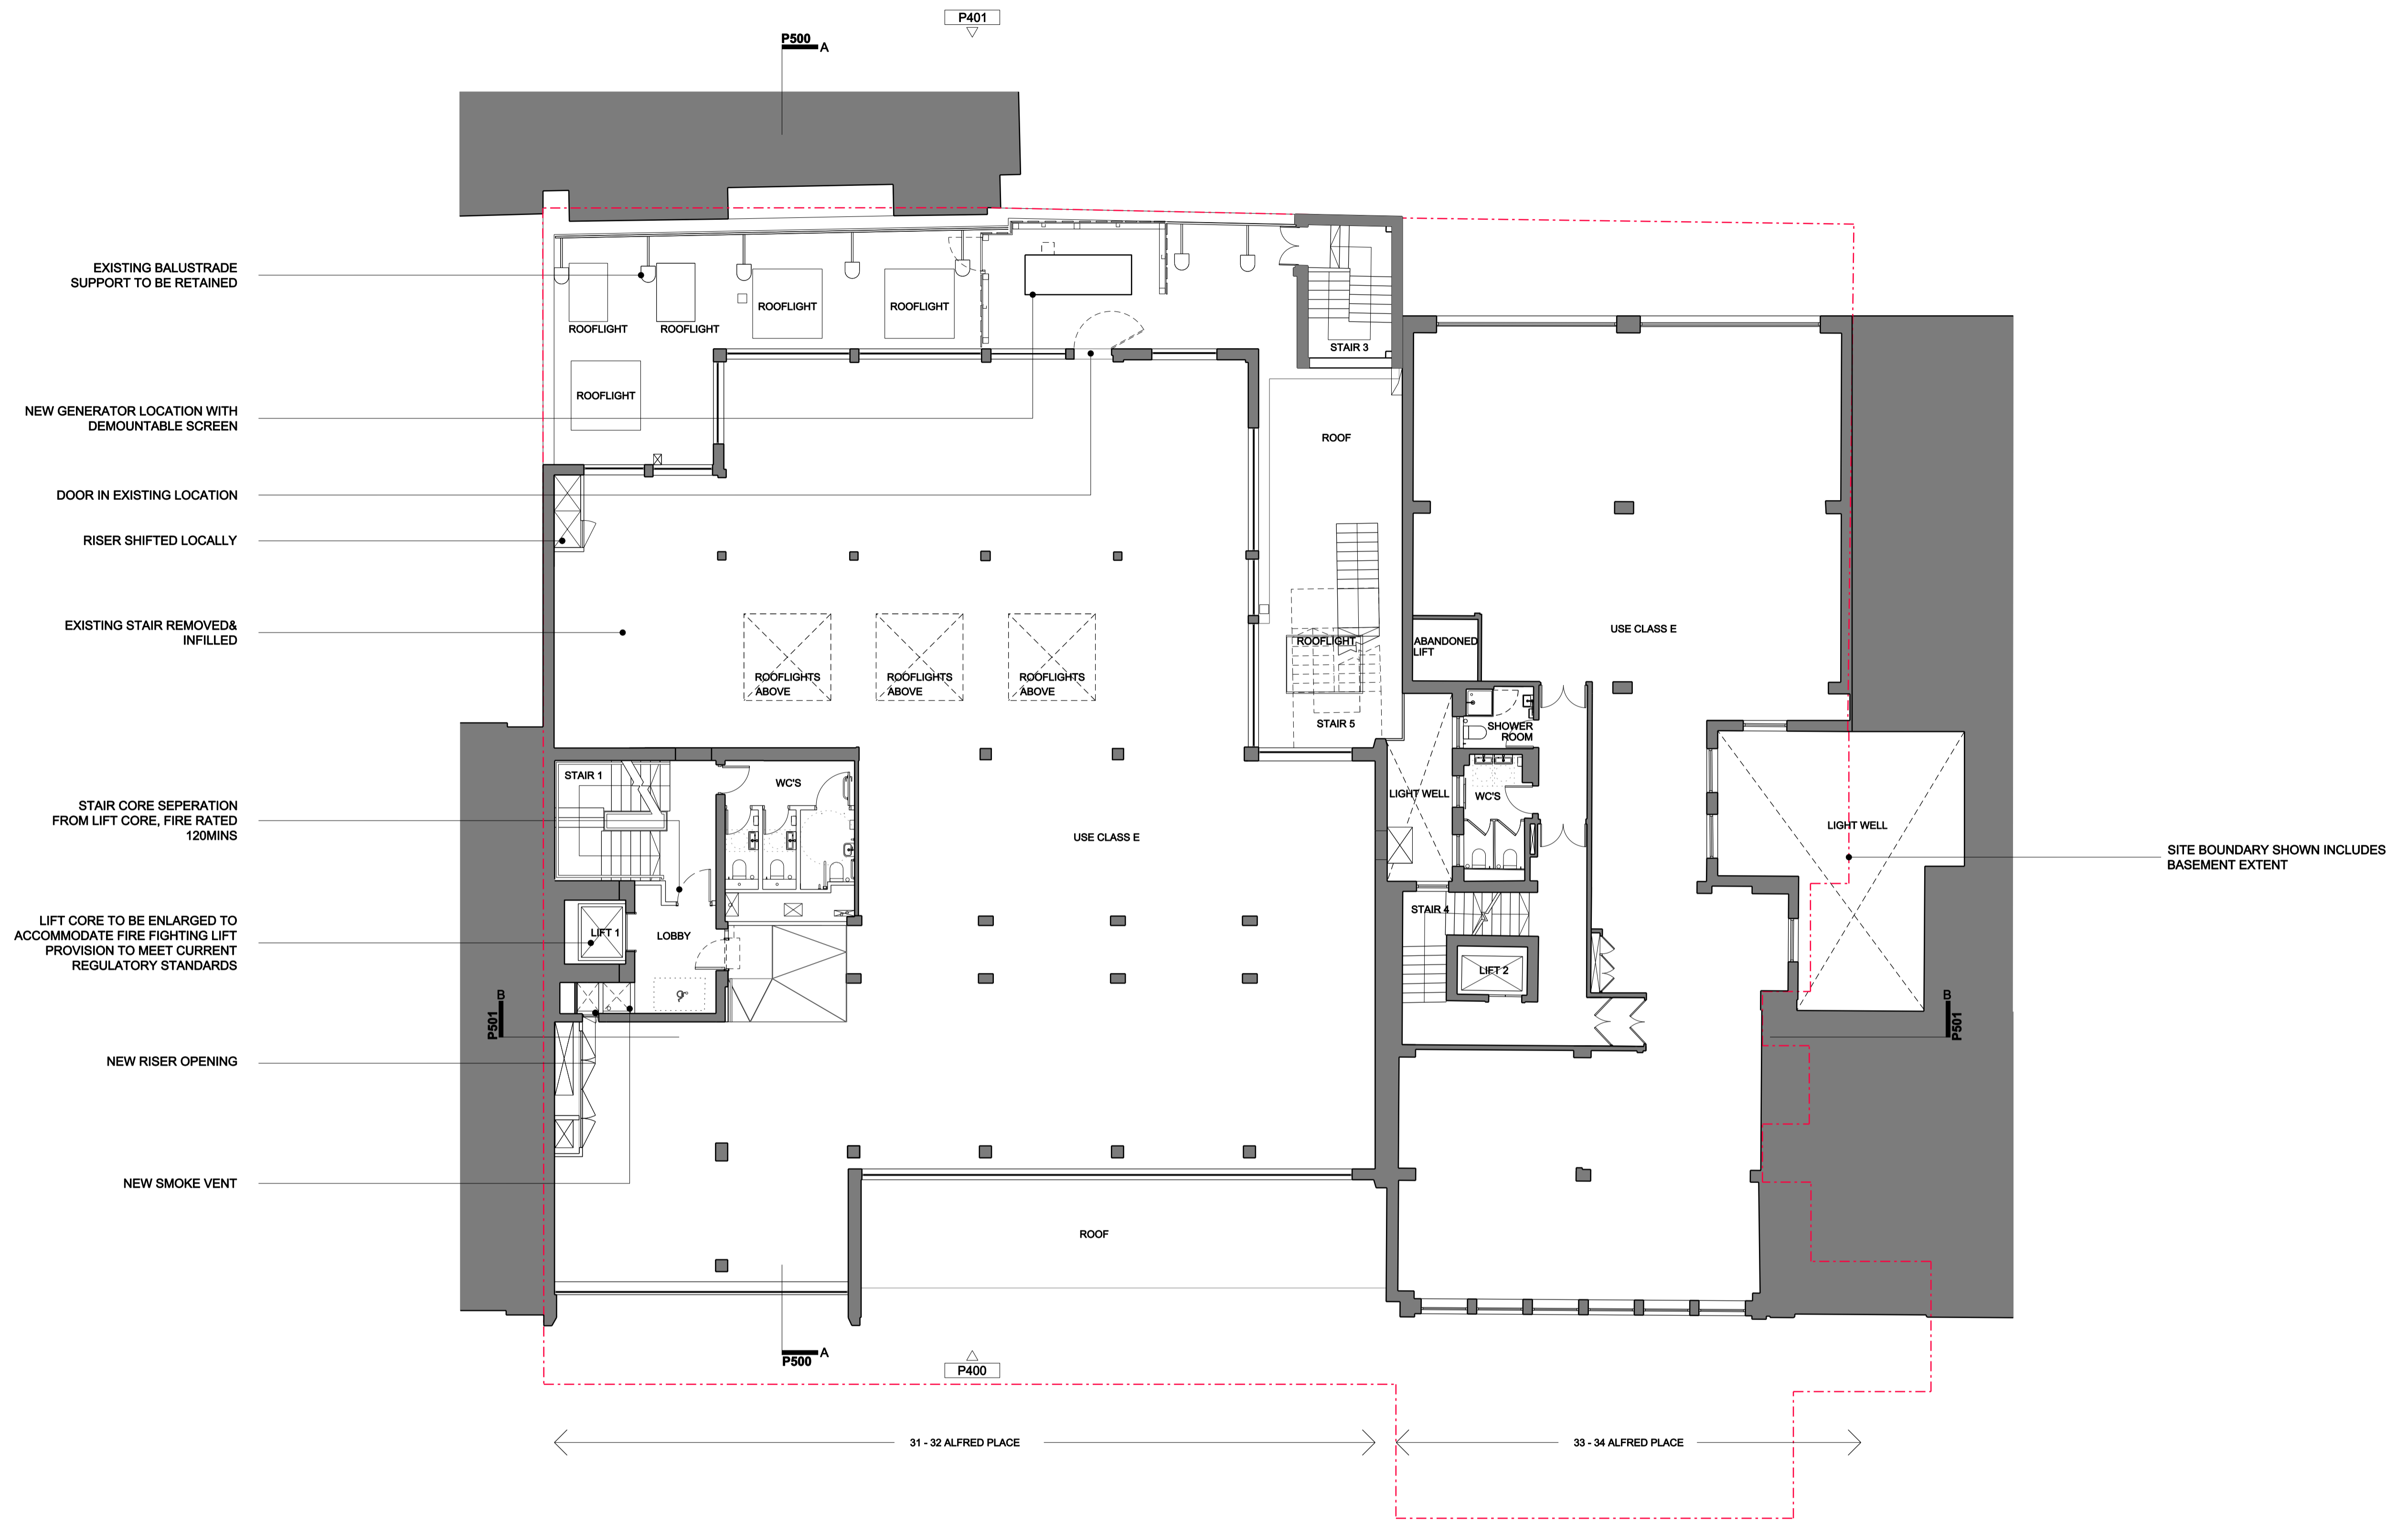 P401
P500
A
EXISTING BALUSTRADE
SUPPORT TO BE RETAINED
ROOFLIGHT
ROOFLIGHT
ROOFLIGHT
ROOFLIGHT
STAIR 3
ROOFLIGHT
NEW GENERATOR LOCATION WITH
DEMOUNTABLE SCREEN
ROOF
DOOR IN EXISTING LOCATION
RISER SHIFTED LOCALLY
EXISTING STAIR REMOVED&
INFILLED
USE CLASS E
ROOFLIGHT
ABANDONED
LIFT
ROOFLIGHTS
ABOVE
ROOFLIGHTS
ABOVE
ROOFLIGHTS
ABOVE
STAIR 5
SHOWER
ROOM
STAIR 1
WC'S
LIGHT WELL
WC'S
STAIR CORE SEPERATION
FROM LIFT CORE, FIRE RATED
120MINS
USE CLASS E
LIGHT WELL
SITE BOUNDARY SHOWN INCLUDES
BASEMENT EXTENT
STAIR 4
LIFT CORE TO BE ENLARGED TO
ACCOMMODATE FIRE FIGHTING LIFT
PROVISION TO MEET CURRENT
REGULATORY STANDARDS
LIFT 1
LOBBY
LIFT 2
B
P501
B
P501
NEW RISER OPENING
NEW SMOKE VENT
ROOF
A
P500
P400
31 - 32 ALFRED PLACE
33 - 34 ALFRED PLACE